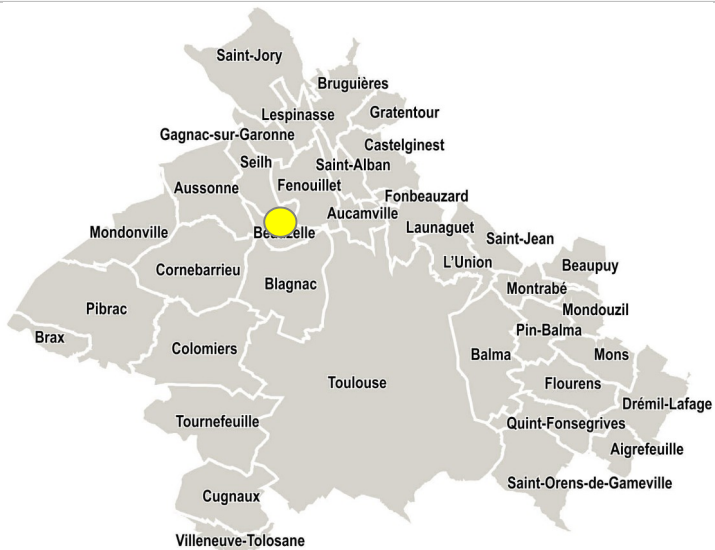 Saint-Jory
Bruguières
Lespinasse
Gratentour
Gagnac-sur-Garonne
Castelginest
Seilh
Saint-Alban
Fenouillet
Aussonne
Fonbeauzard
Aucamville
Launaguet
Mondonville
Saint-Jean
L'Union
Beaupuy
Cornebarrieu
Blagnac
Montrabé
Pibrac
Mondouzil
Pin-Balma
Brax
Colomiers
Balma
Mons
Toulouse
Flourens
Drémil-Lafage
Tournefeuille
Quint-Fonsegrives
Aigrefeuille
Saint-Orens-de-Gameville
Cugnaux
Villeneuve-Tolosane